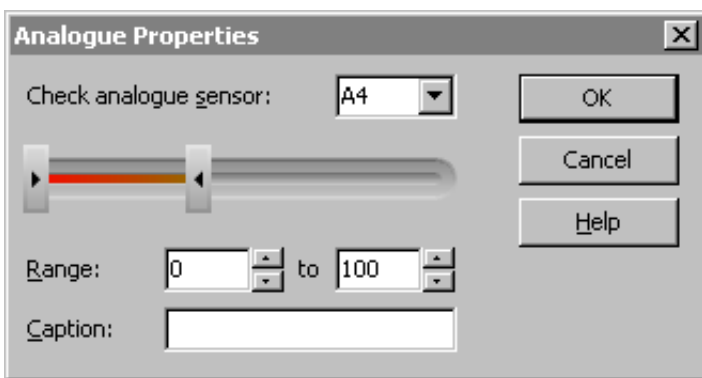 Analogue Properties
Check analogue sensor: A4
OK
Cancel
Help
Range: 0 to 100
Caption: